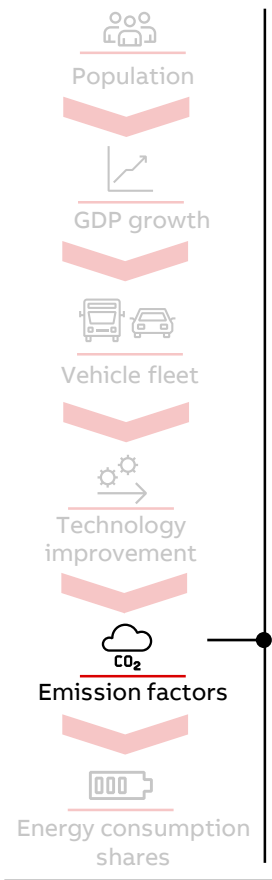 Population
GDP growth
Vehicle fleet
Technology
improvement
CO₂
Emission factors
Energy consumption
shares